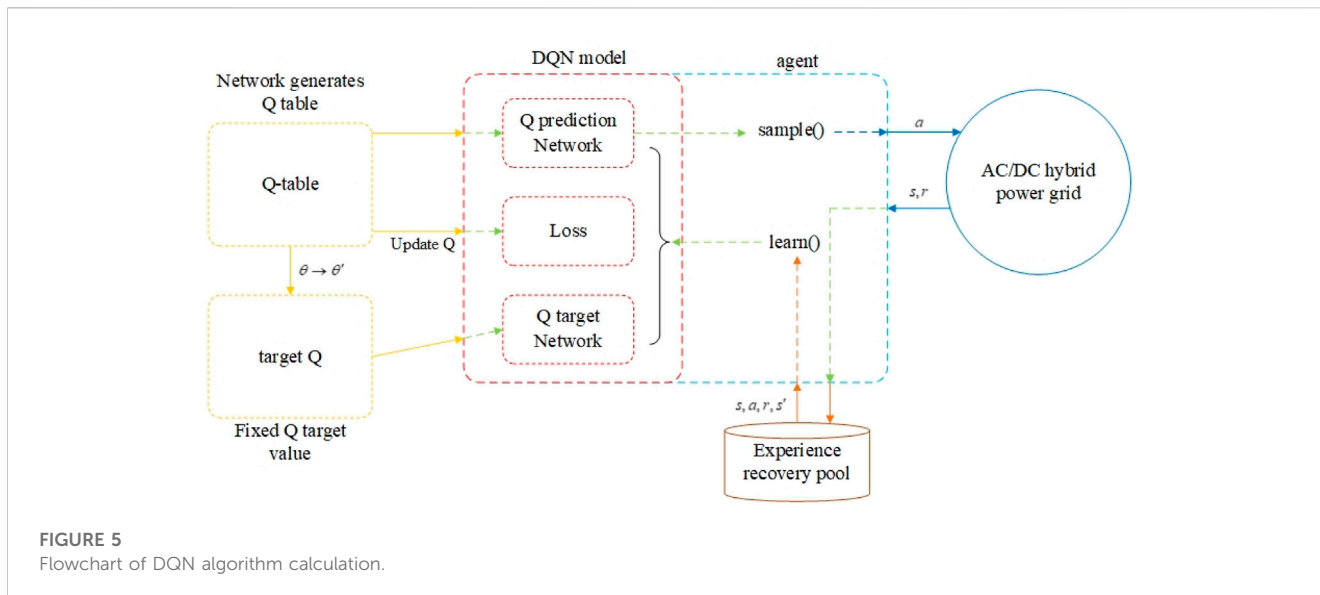 DQN model
agent
Network generates
Q table
Q-table
Q prediction
Network
sample()
a
AC/DC hybrid
power grid
s,r
Loss
Update Q
learn()
θ → θ'
Q target
Network
target Q
s, a, r, s'
Fixed Q target
value
Experience
recovery pool
FIGURE 5
Flowchart of DQN algorithm calculation.